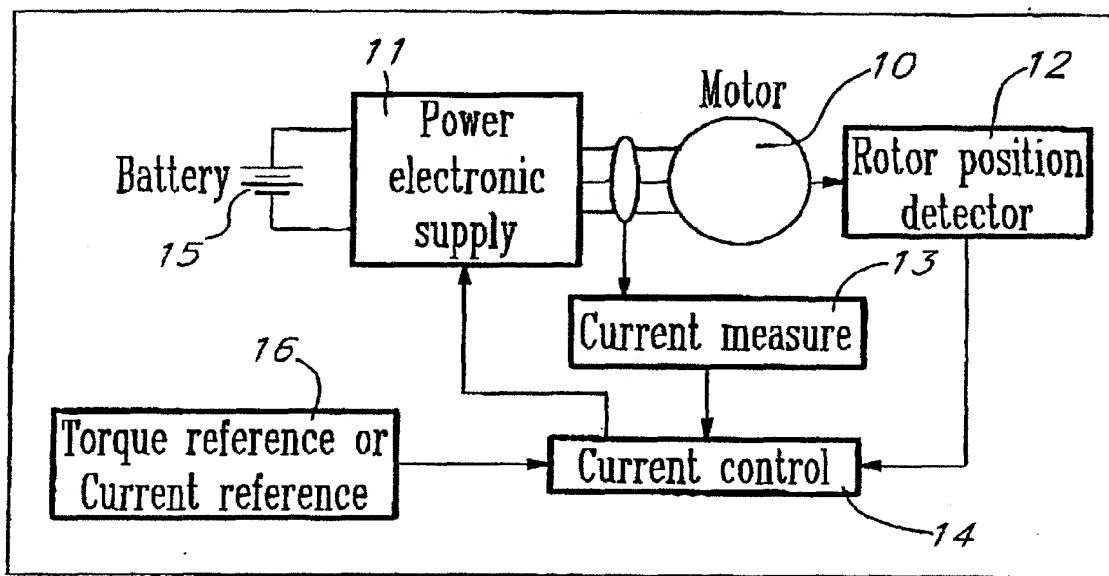 11
10
12
Motor
Power
electronic
supply
Battery
15
Rotor position
detector
13
Current measure
16
Torque reference or
Current reference
Current control
14